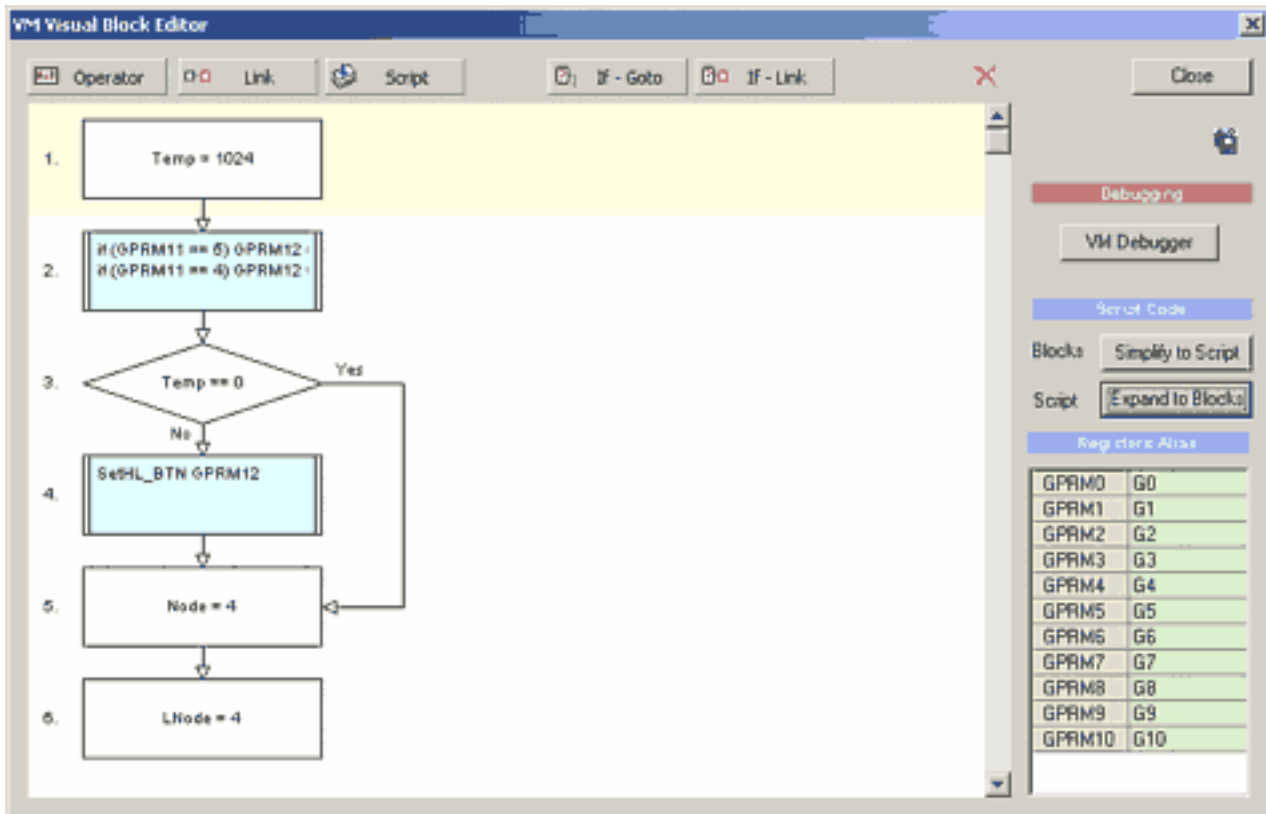 VM Visual Block Editor
Operator
Link
Script
If - Goto
If - Link
Close
1.
Temp = 1024
2.
if (GPRM11 == 6) GPRM12
if (GPRM11 == 4) GPRM12
3.
Temp == 0
Yes
No
4.
SetHL_BTN GPRM12
5.
Node = 4
6.
LNode = 4
Debugging
VM Debugger
Script Code
Blocks
Simplify to Script
Script
Expand to Blocks
Registers Alias
GPRM0 G0
GPRM1 G1
GPRM2 G2
GPRM3 G3
GPRM4 G4
GPRM5 G5
GPRM6 G6
GPRM7 G7
GPRM8 G8
GPRM9 G9
GPRM10 G10